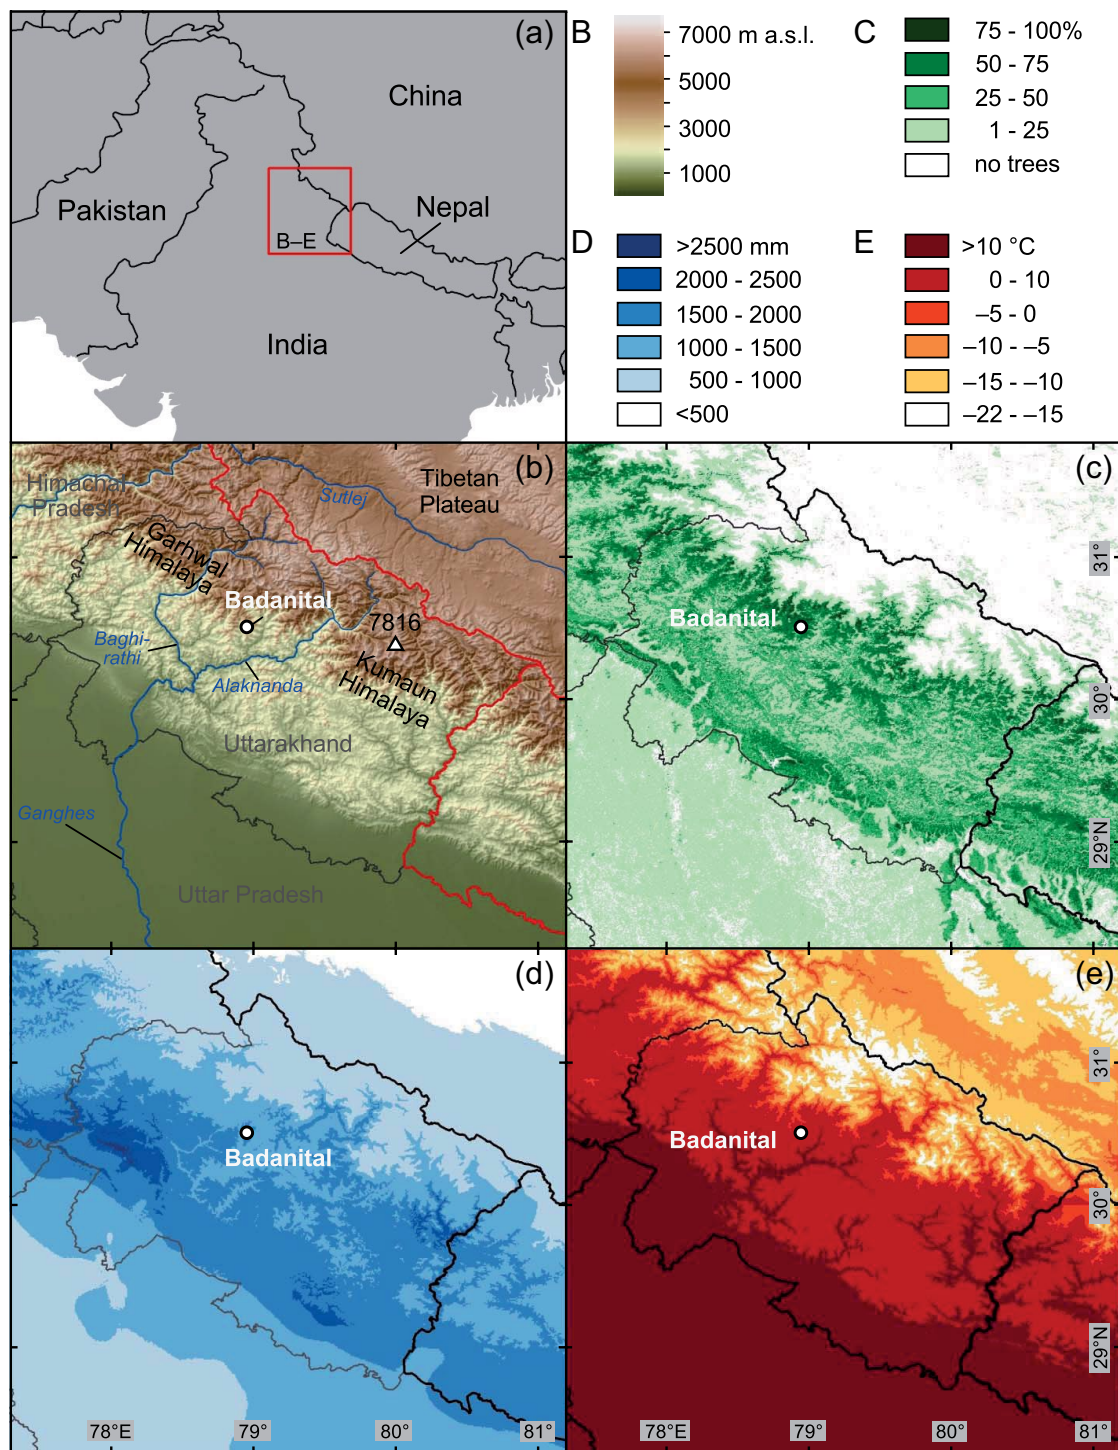 (a)
China
Pakistan
Nepal
B–E
India
B
7000 m a.s.l.
5000
3000
1000
C
75 - 100%
50 - 75
25 - 50
1 - 25
no trees
D
>2500 mm
2000 - 2500
1500 - 2000
1000 - 1500
500 - 1000
<500
E
>10 °C
0 - 10
–5 - 0
–10 - –5
–15 - –10
–22 - –15
(b)
Himachal
Pradesh
Tibetan
Plateau
Sutlej
Garhwal
Himalaya
Badanital
7816
Baghi-
rathi
Alaknanda
Kumaun
Himalaya
Uttarakhand
Ganghes
Uttar Pradesh
(c)
Badanital
31°
30°
29°N
(d)
Badanital
78°E
79°
80°
81°
(e)
Badanital
31°
30°
29°N
78°E
79°
80°
81°